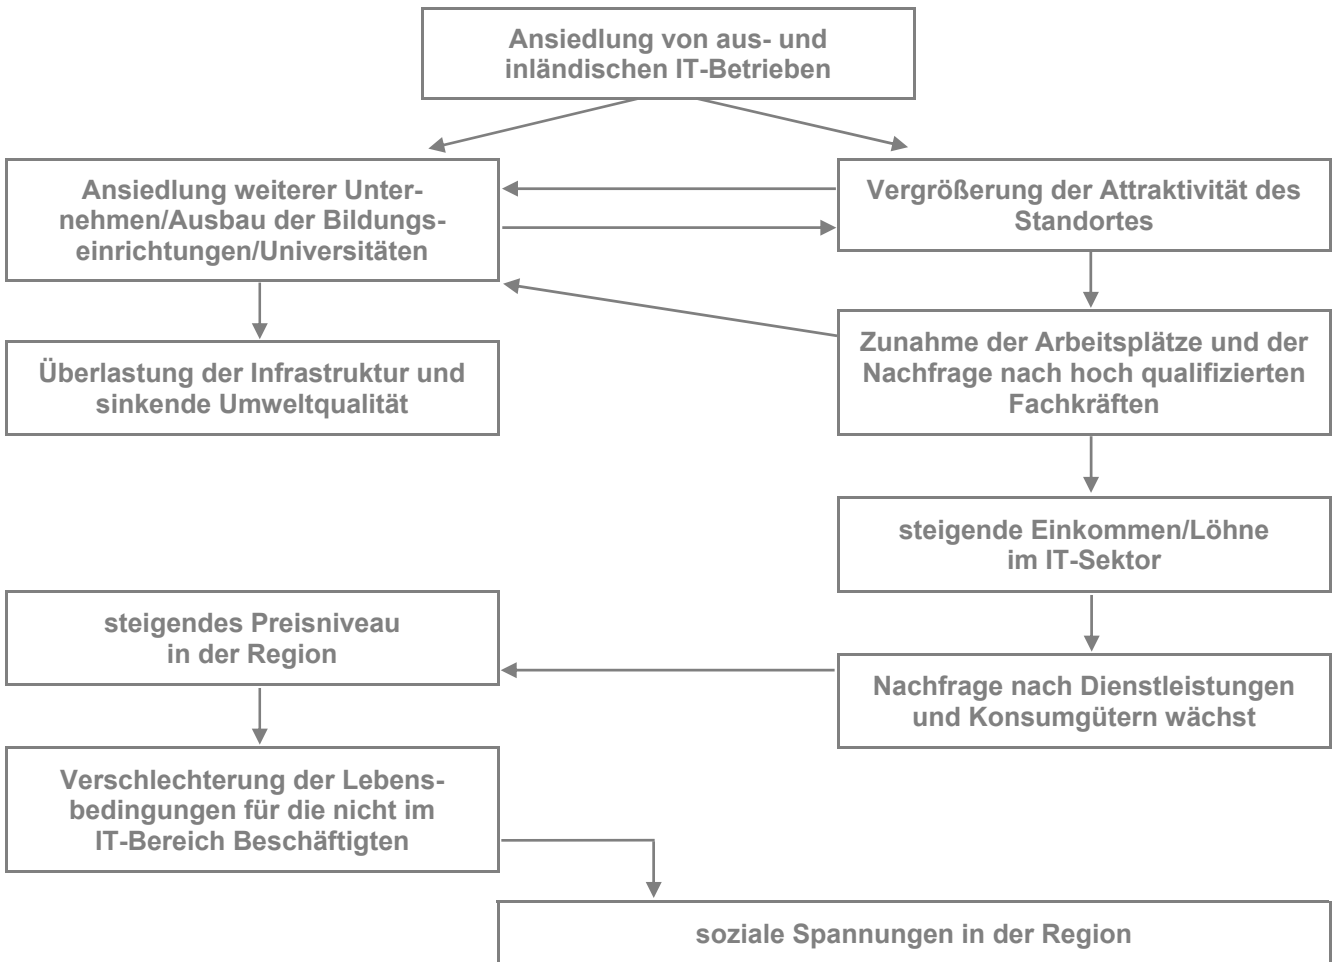 Ansiedlung von aus- und
inländischen IT-Betrieben
Ansiedlung weiterer Unter-
nehmen/Ausbau der Bildungs-
einrichtungen/Universitäten
Vergrößerung der Attraktivität des
Standortes
Überlastung der Infrastruktur und
sinkende Umweltqualität
Zunahme der Arbeitsplätze und der
Nachfrage nach hoch qualifizierten
Fachkräften
steigende Einkommen/Löhne
im IT-Sektor
steigendes Preisniveau
in der Region
Nachfrage nach Dienstleistungen
und Konsumgütern wächst
Verschlechterung der Lebens-
bedingungen für die nicht im
IT-Bereich Beschäftigten
soziale Spannungen in der Region